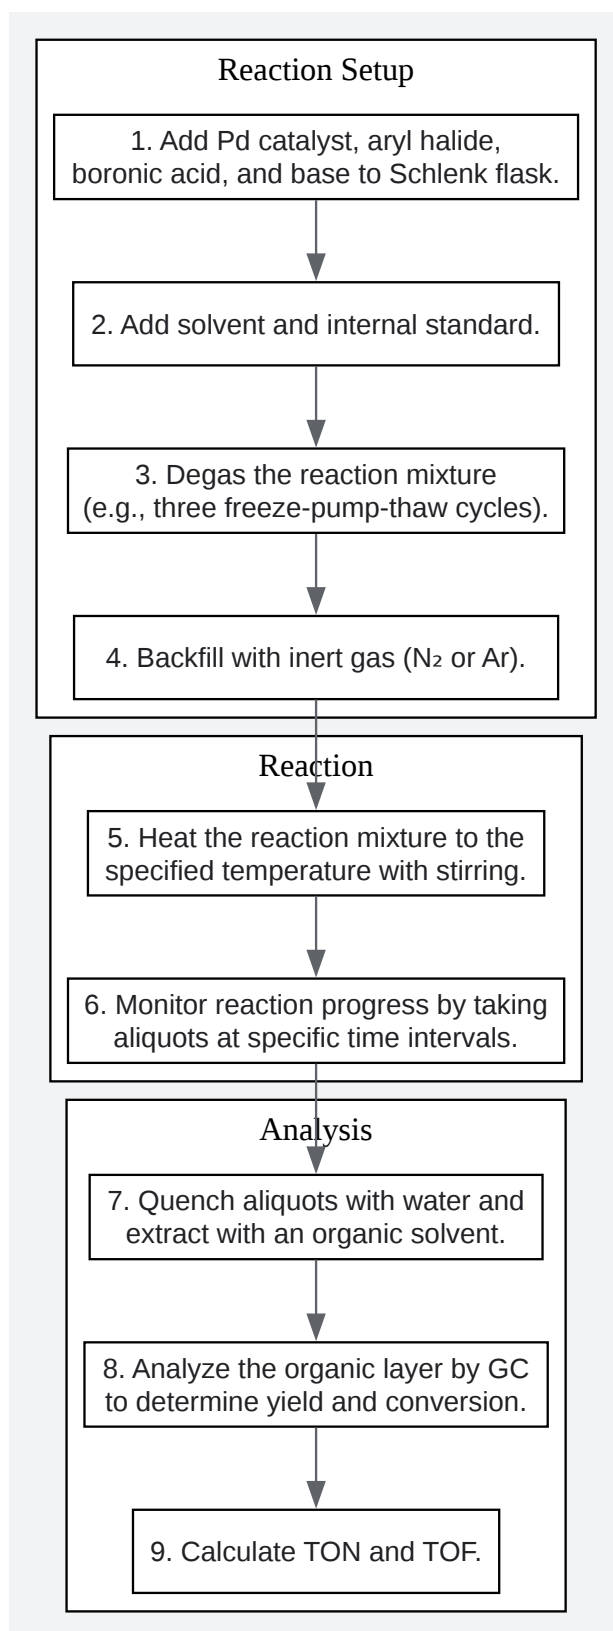 Reaction Setup
1. Add Pd catalyst, aryl halide,
boronic acid, and base to Schlenk flask.
2. Add solvent and internal standard.
3. Degas the reaction mixture
(e.g., three freeze-pump-thaw cycles).
4. Backfill with inert gas (N₂ or Ar).
Reaction
5. Heat the reaction mixture to the
specified temperature with stirring.
6. Monitor reaction progress by taking
aliquots at specific time intervals.
Analysis
7. Quench aliquots with water and
extract with an organic solvent.
8. Analyze the organic layer by GC
to determine yield and conversion.
9. Calculate TON and TOF.